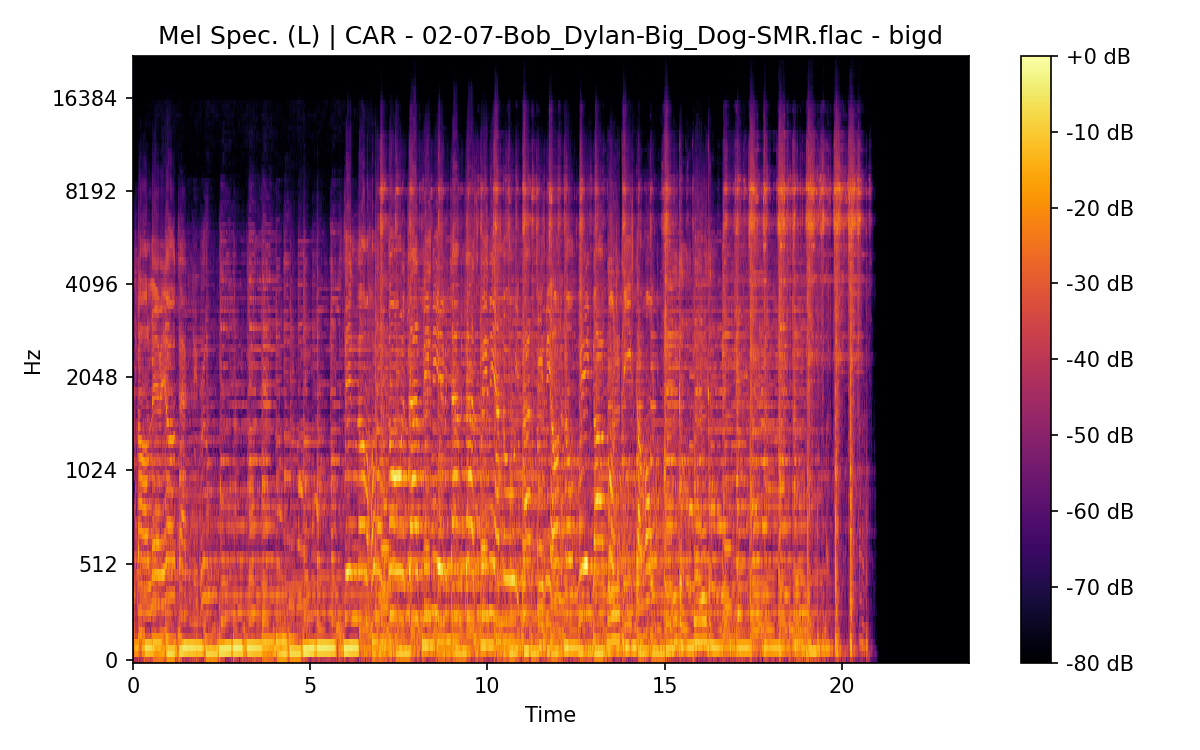 Mel Spec. (L) | CAR - 02-07-Bob_Dylan-Big_Dog-SMR.flac - bigd
+0 dB
16384
-10 dB
8192
-20 dB
4096
-30 dB
Hz
2048
-40 dB
1024
-50 dB
512
-60 dB
0
-70 dB
-80 dB
0 5 10 15 20
Time